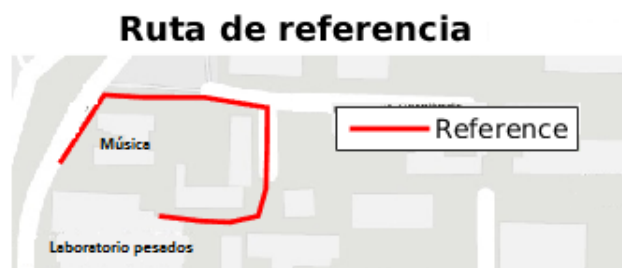 Ruta de referencia
Reference
Música
Laboratorio pesados